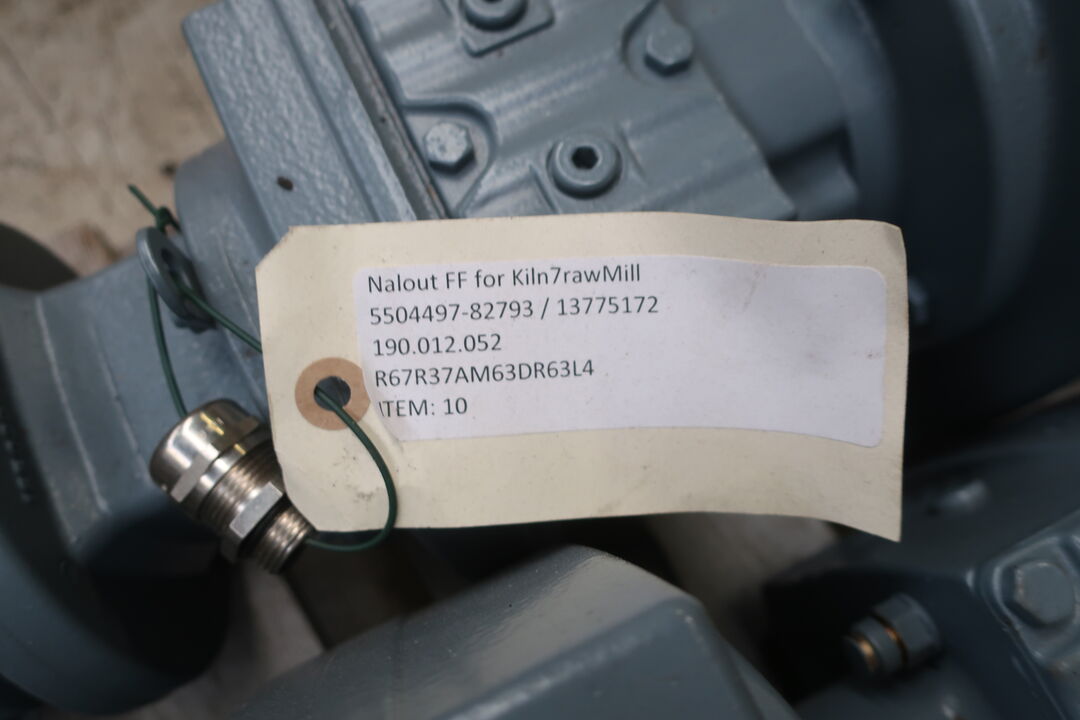 Nalout FF for Kiln7rawMill
5504497-82793 / 13775172
190.012.052
R67R37AM63DR63L4
ITEM: 10